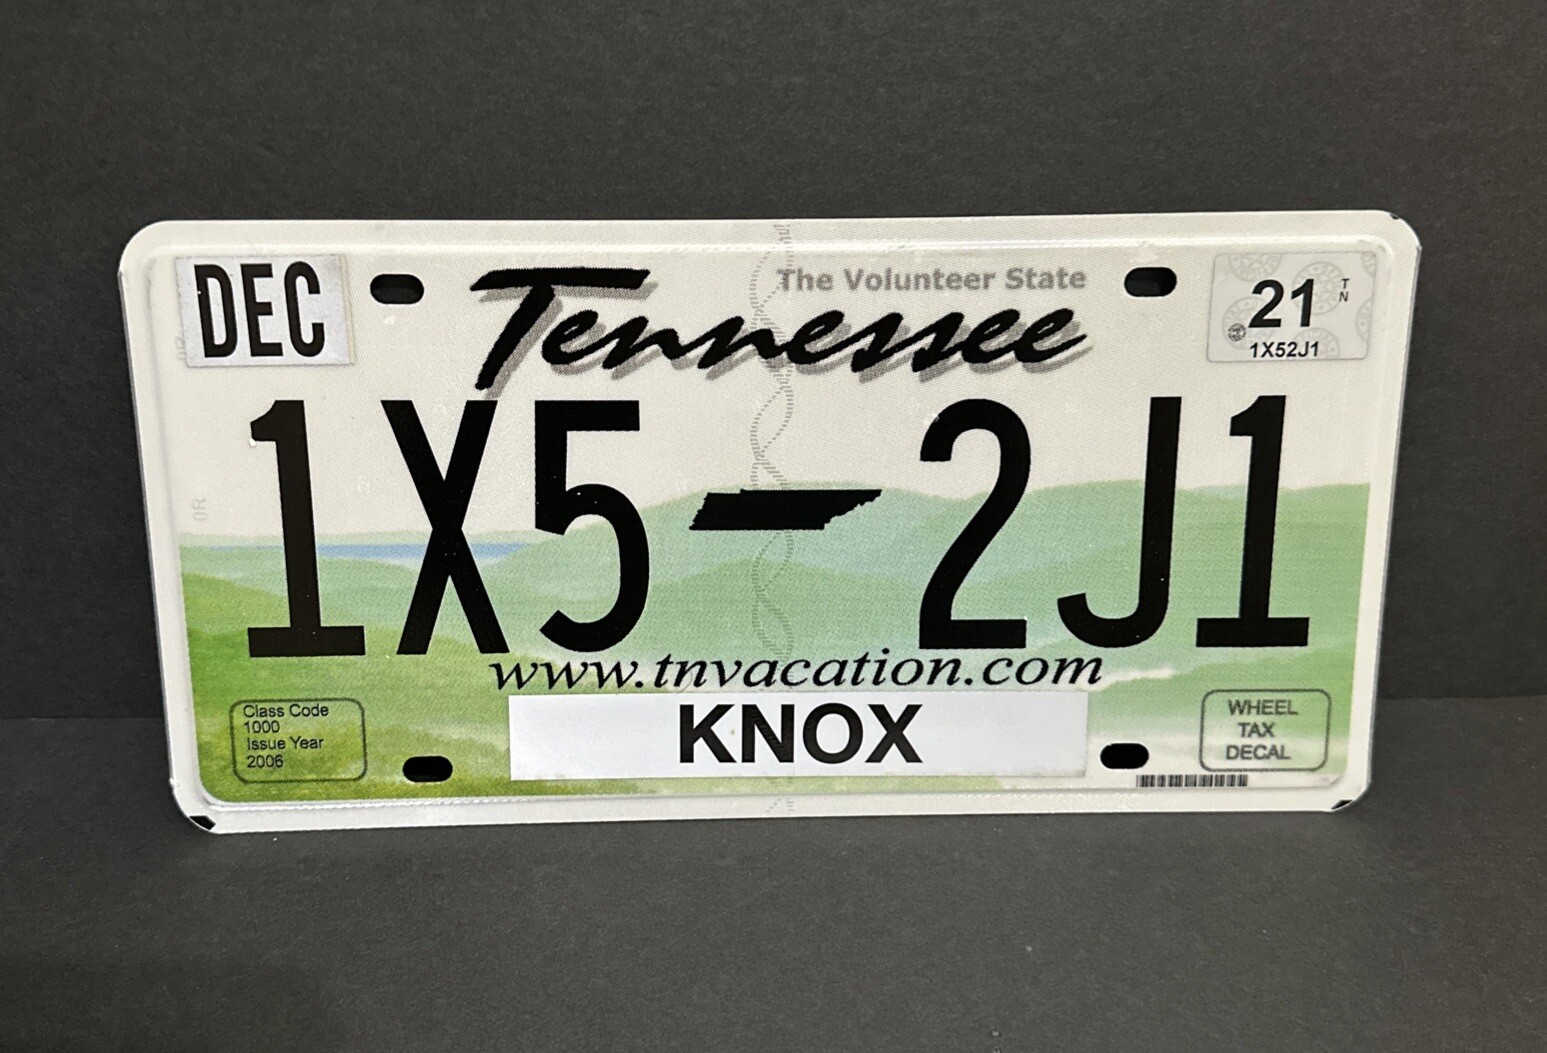 DEC
The Volunteer State
Tennessee
21
TN
1X52J1
1X5 2J1
www.tnvacation.com
Class Code
1000
Issue Year
2006
KNOX
WHEEL
TAX
DECAL